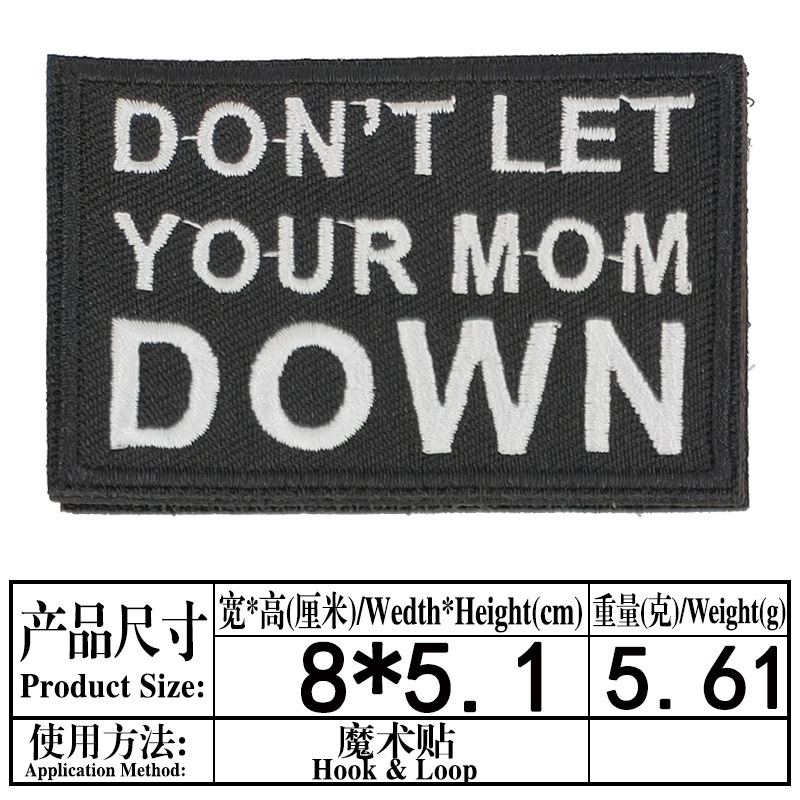 DON'T LET
YOUR MOM
DOWN
产品尺寸
Product Size:
宽*高(厘米)/Wedth*Height(cm)
重量(克)/Weight(g)
8*5.1
5.61
使用方法:
Application Method:
魔术贴
Hook & Loop